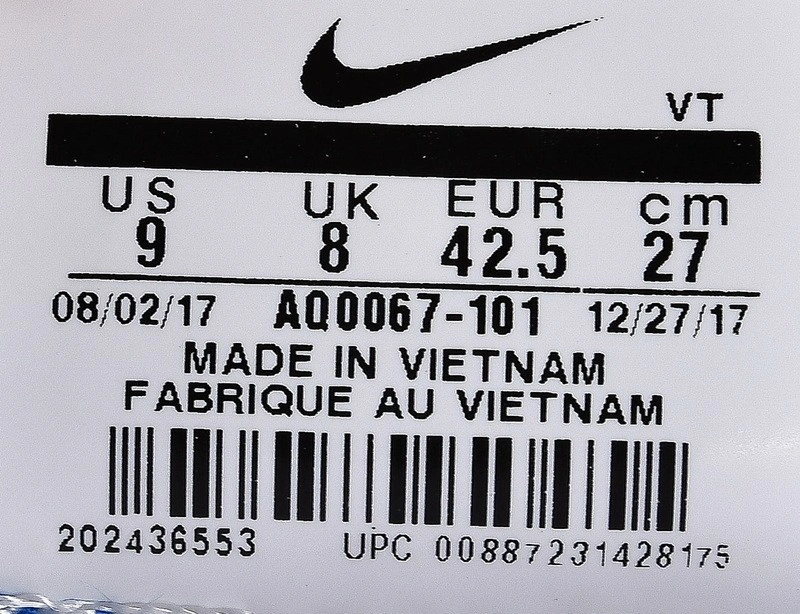 VT
US UK EUR cm
9 8 42.5 27
08/02/17 AQ0067-101 12/27/17
MADE IN VIETNAM
FABRIQUE AU VIETNAM
202436553 UPC 00887231428175